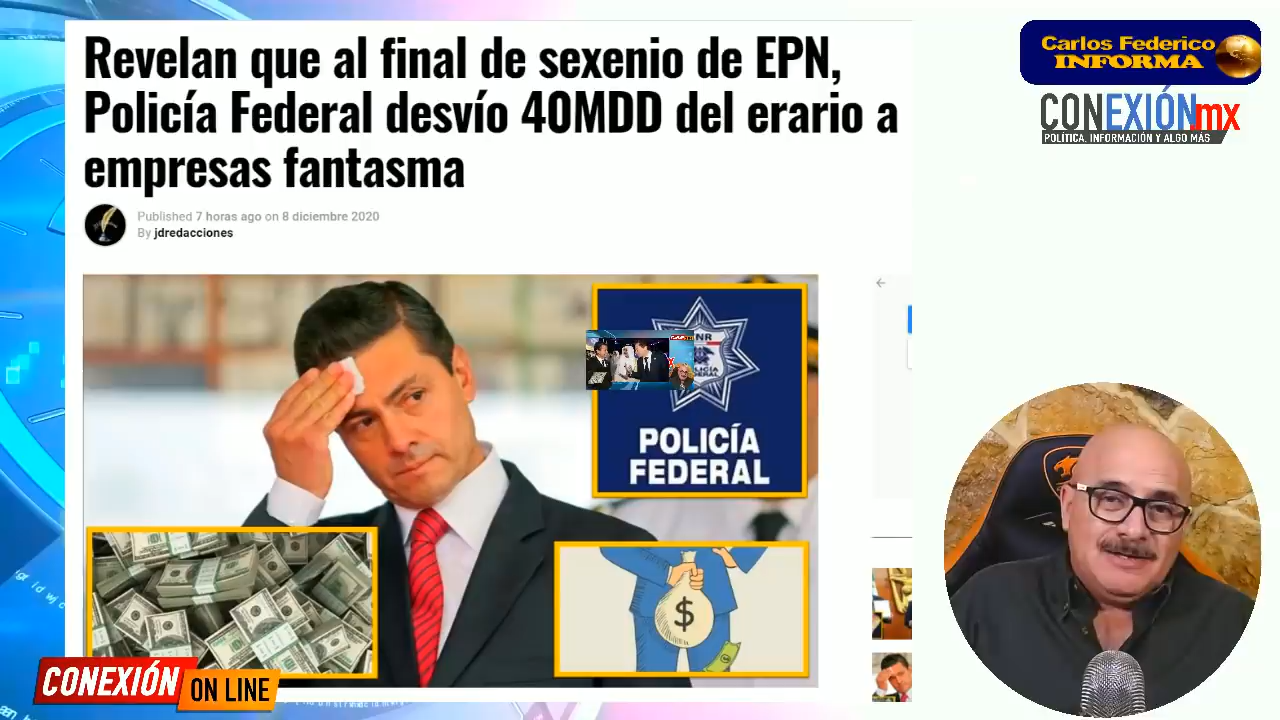 Revelan que al final de sexenio de EPN,
Policía Federal desvío 40MDD del erario a
empresas fantasma
Published 7 horas ago on 8 diciembre 2020
By jdredacciones
Carlos Federico
INFORMA
CONEXIÓN.mx
POLÍTICA, INFORMACIÓN Y ALGO MÁS
POLICÍA
FEDERAL
$
CONEXIÓN
ON LINE